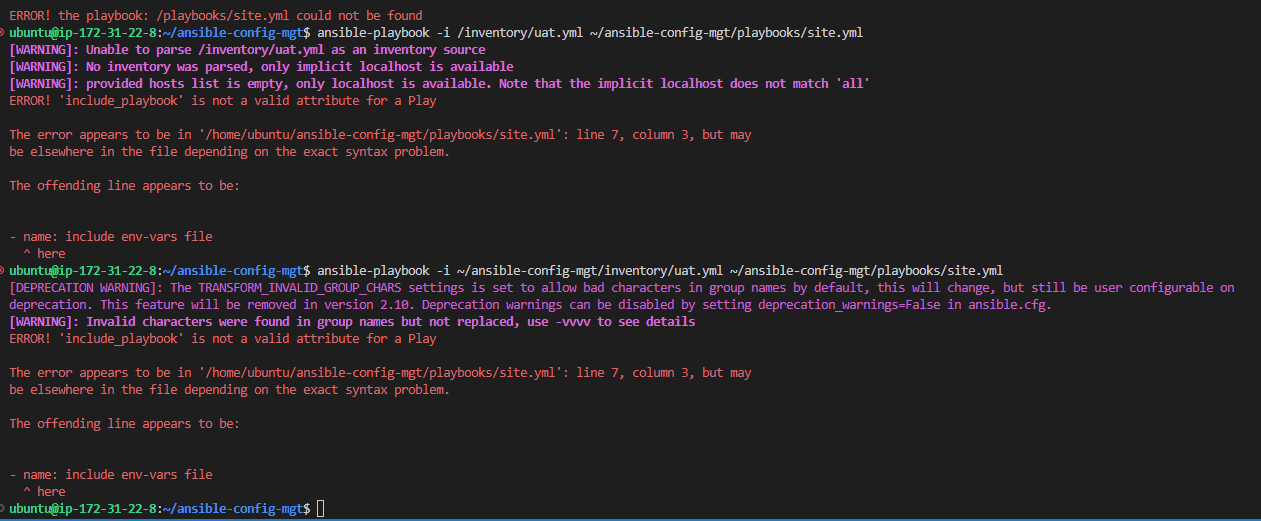 ERROR! the playbook: /playbooks/site.yml could not be found
ubuntu@ip-172-31-22-8:~/ansible-config-mgt$ ansible-playbook -i /inventory/uat.yml ~/ansible-config-mgt/playbooks/site.yml
[WARNING]: Unable to parse /inventory/uat.yml as an inventory source
[WARNING]: No inventory was parsed, only implicit localhost is available
[WARNING]: provided hosts list is empty, only localhost is available. Note that the implicit localhost does not match 'all'
ERROR! 'include_playbook' is not a valid attribute for a Play
The error appears to be in '/home/ubuntu/ansible-config-mgt/playbooks/site.yml': line 7, column 3, but may
be elsewhere in the file depending on the exact syntax problem.
The offending line appears to be:
- name: include env-vars file
^ here
ubuntu@ip-172-31-22-8:~/ansible-config-mgt$ ansible-playbook -i ~/ansible-config-mgt/inventory/uat.yml ~/ansible-config-mgt/playbooks/site.yml
[DEPRECATION WARNING]: The TRANSFORM_INVALID_GROUP_CHARS settings is set to allow bad characters in group names by default, this will change, but still be user configurable on
deprecation. This feature will be removed in version 2.10. Deprecation warnings can be disabled by setting deprecation_warnings=False in ansible.cfg.
[WARNING]: Invalid characters were found in group names but not replaced, use -vvvv to see details
ERROR! 'include_playbook' is not a valid attribute for a Play
The error appears to be in '/home/ubuntu/ansible-config-mgt/playbooks/site.yml': line 7, column 3, but may
be elsewhere in the file depending on the exact syntax problem.
The offending line appears to be:
- name: include env-vars file
^ here
ubuntu@ip-172-31-22-8:~/ansible-config-mgt$